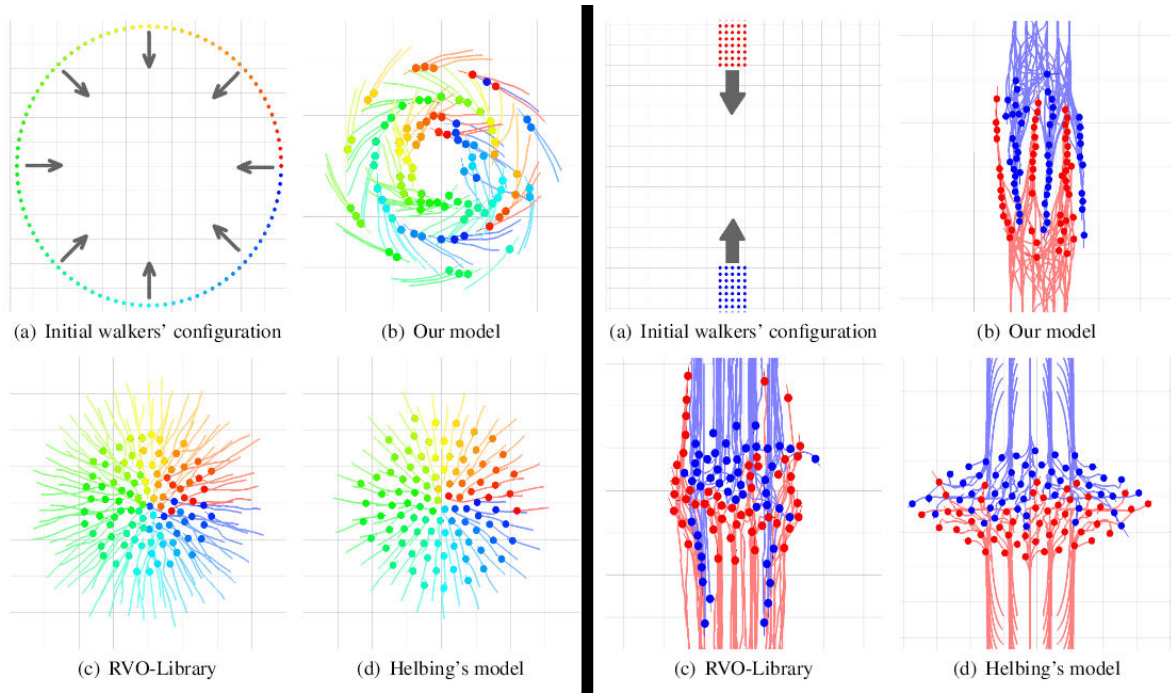 (a) Initial walkers' configuration
(b) Our model
(c) RVO-Library
(d) Helbing's model
(a) Initial walkers' configuration
(b) Our model
(c) RVO-Library
(d) Helbing's model